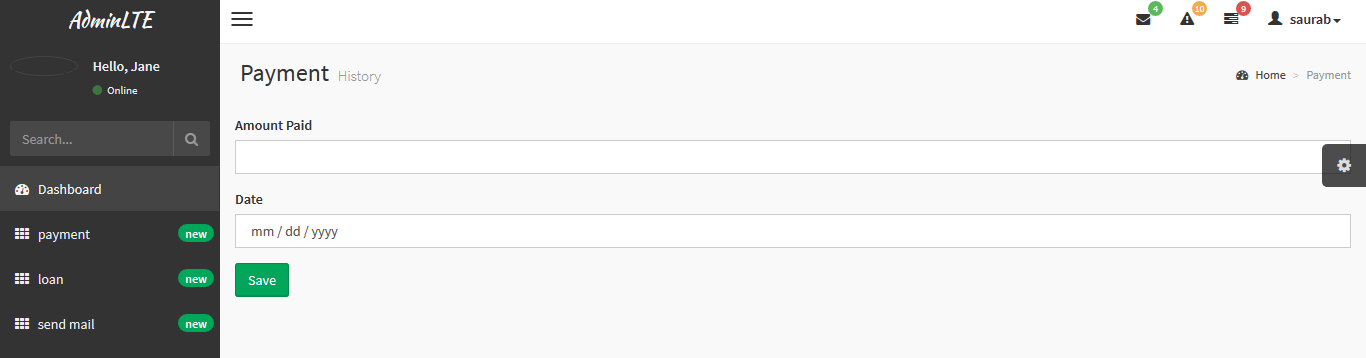 AdminLTE
4
10
9
saurab
Hello, Jane
Online
Search...
Dashboard
payment new
loan new
send mail new
Payment History
Home > Payment
Amount Paid
Date
mm / dd / yyyy
Save